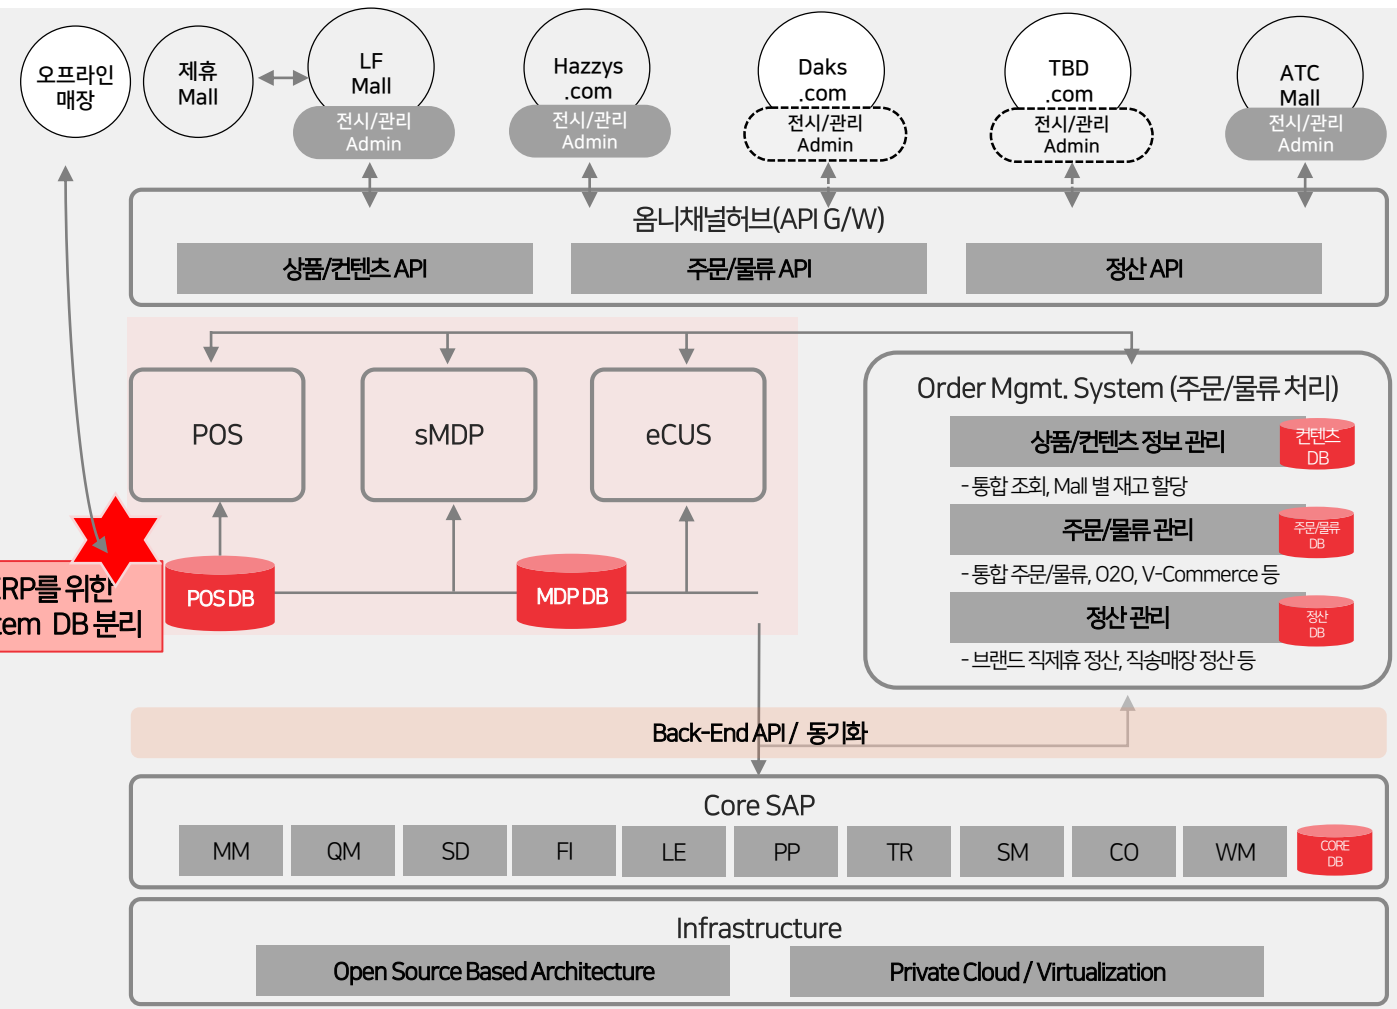 오프라인
매장
제휴
Mall
LF
Mall
전시/관리
Admin
Hazzys
.com
전시/관리
Admin
Daks
.com
전시/관리
Admin
TBD
.com
전시/관리
Admin
ATC
Mall
전시/관리
Admin
옴니채널허브(API G/W)
상품/컨텐츠 API
주문/물류 API
정산 API
POS
sMDP
eCUS
POS DB
MDP DB
ERP를 위한
tem DB 분리
Order Mgmt. System (주문/물류 처리)
상품/컨텐츠 정보 관리
컨텐츠
DB
- 통합 조회, Mall 별 재고 할당
주문/물류 관리
주문/물류
DB
- 통합 주문/물류, O2O, V-Commerce 등
정산 관리
정산
DB
- 브랜드 직제휴 정산, 직송매장 정산 등
Back-End API / 동기화
Core SAP
MM
QM
SD
FI
LE
PP
TR
SM
CO
WM
CORE
DB
Infrastructure
Open Source Based Architecture
Private Cloud / Virtualization